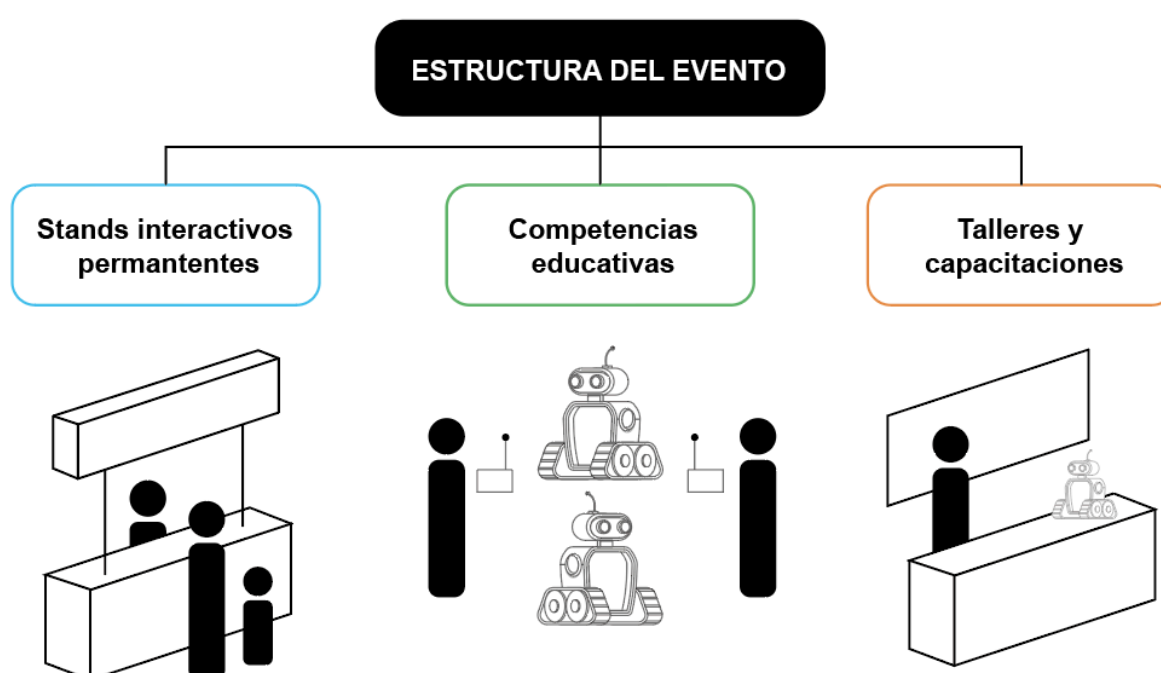 ESTRUCTURA DEL EVENTO
Stands interactivos
permantentes
Competencias
educativas
Talleres y
capacitaciones